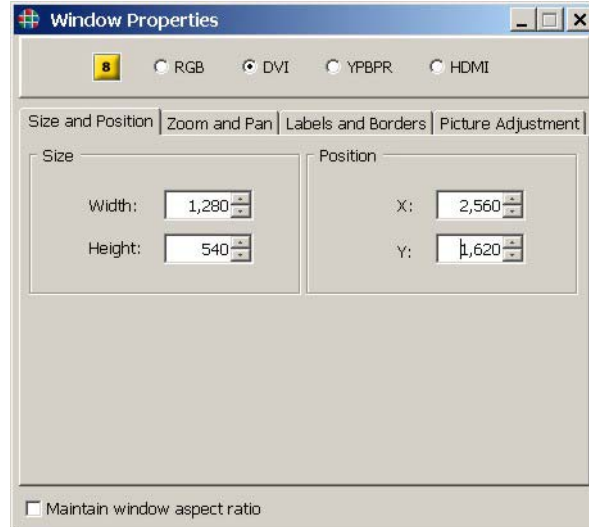 Window Properties
8 RGB DVI YPBPR HDMI
Size and Position Zoom and Pan Labels and Borders Picture Adjustment
Size Position
Width: 1,280 X: 2,560
Height: 540 Y: 1,620
Maintain window aspect ratio